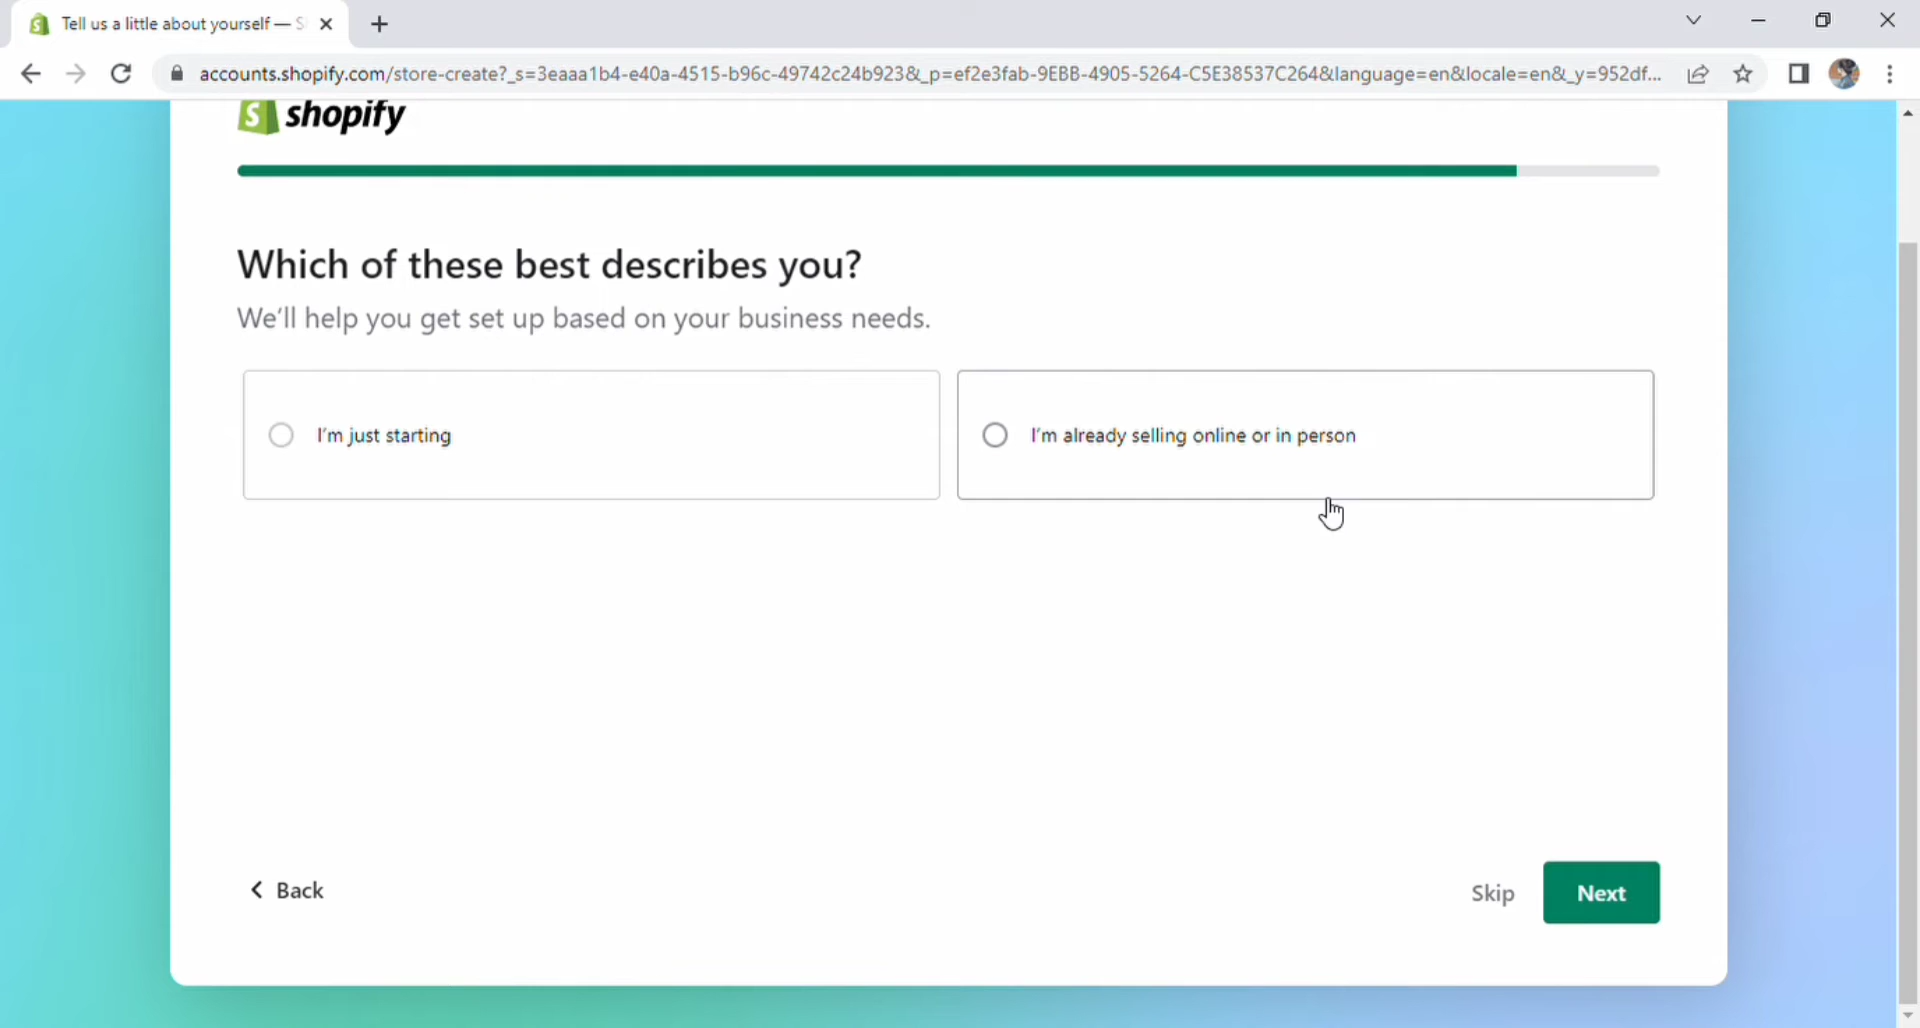 Tell us a little about yourself —
accounts.shopify.com/store-create?_s=3eaaa1b4-e40a-4515-b96c-49742c24b923&_p=ef2e3fab-9EBB-4905-5264-C5E38537C264&language=en&locale=en&_y=952df...
shopify
Which of these best describes you?
We'll help you get set up based on your business needs.
I'm just starting
I'm already selling online or in person
Back
Skip
Next